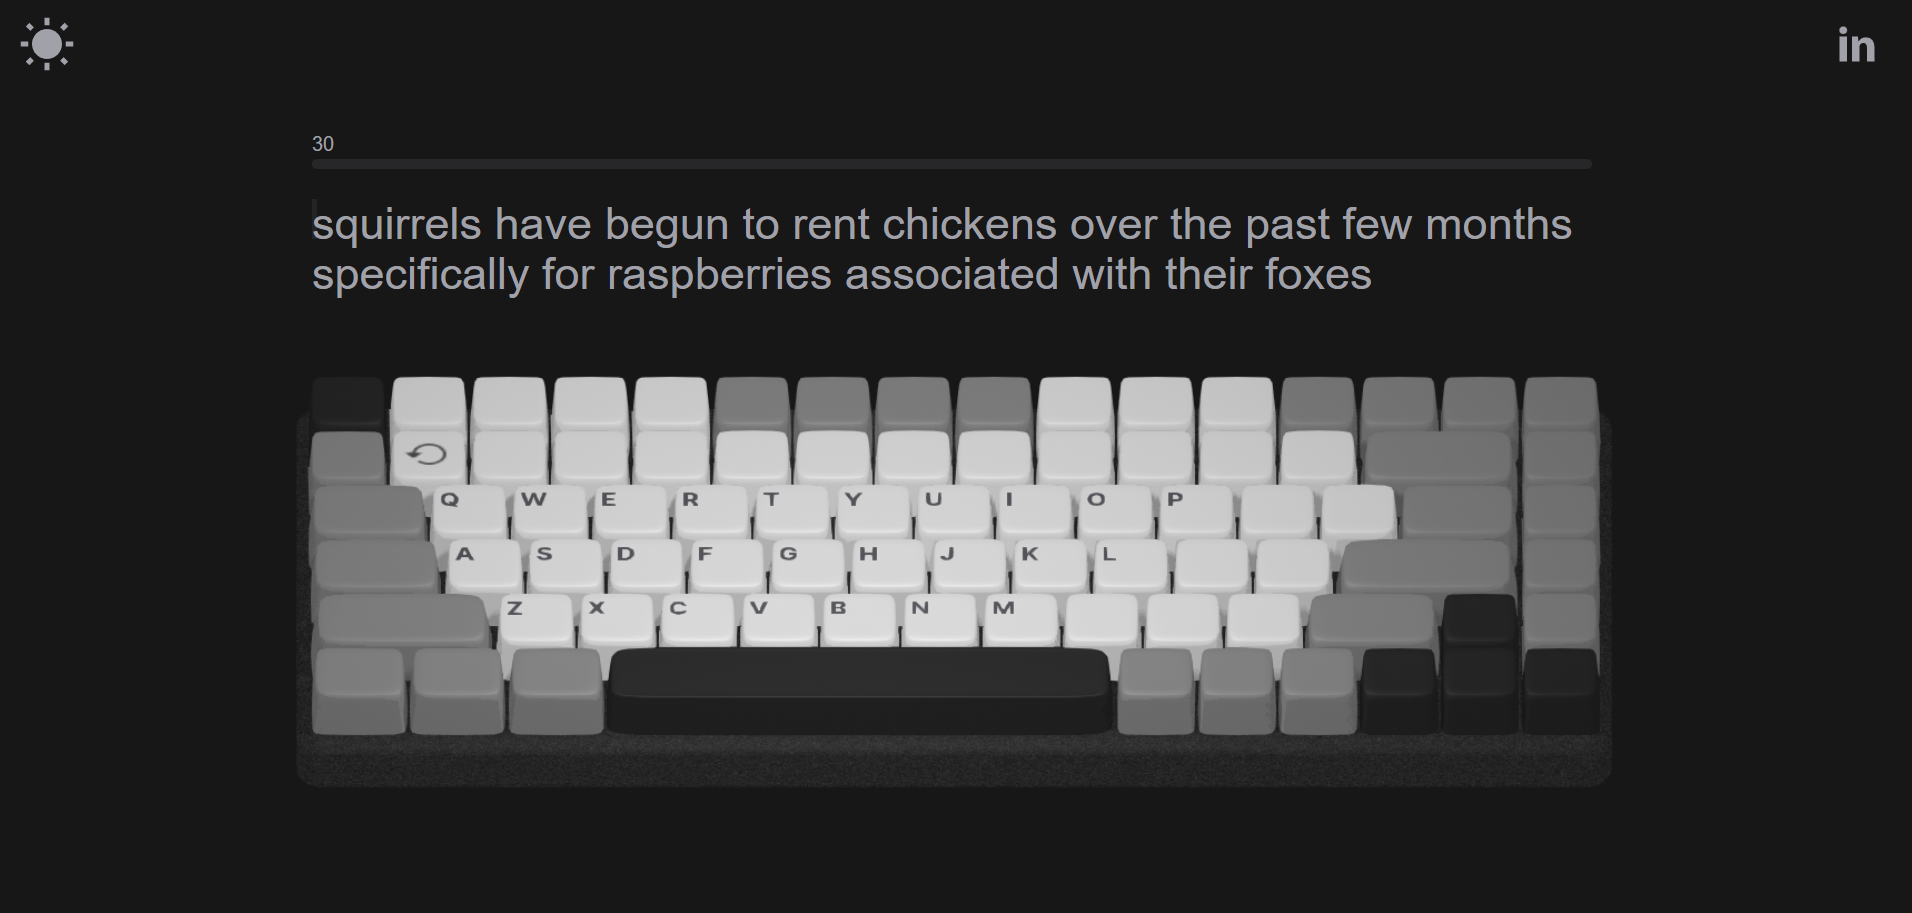 in
30
squirrels have begun to rent chickens over the past few months
specifically for raspberries associated with their foxes
Q W E R T Y U I O P
A S D F G H J K L
Z X C V B N M